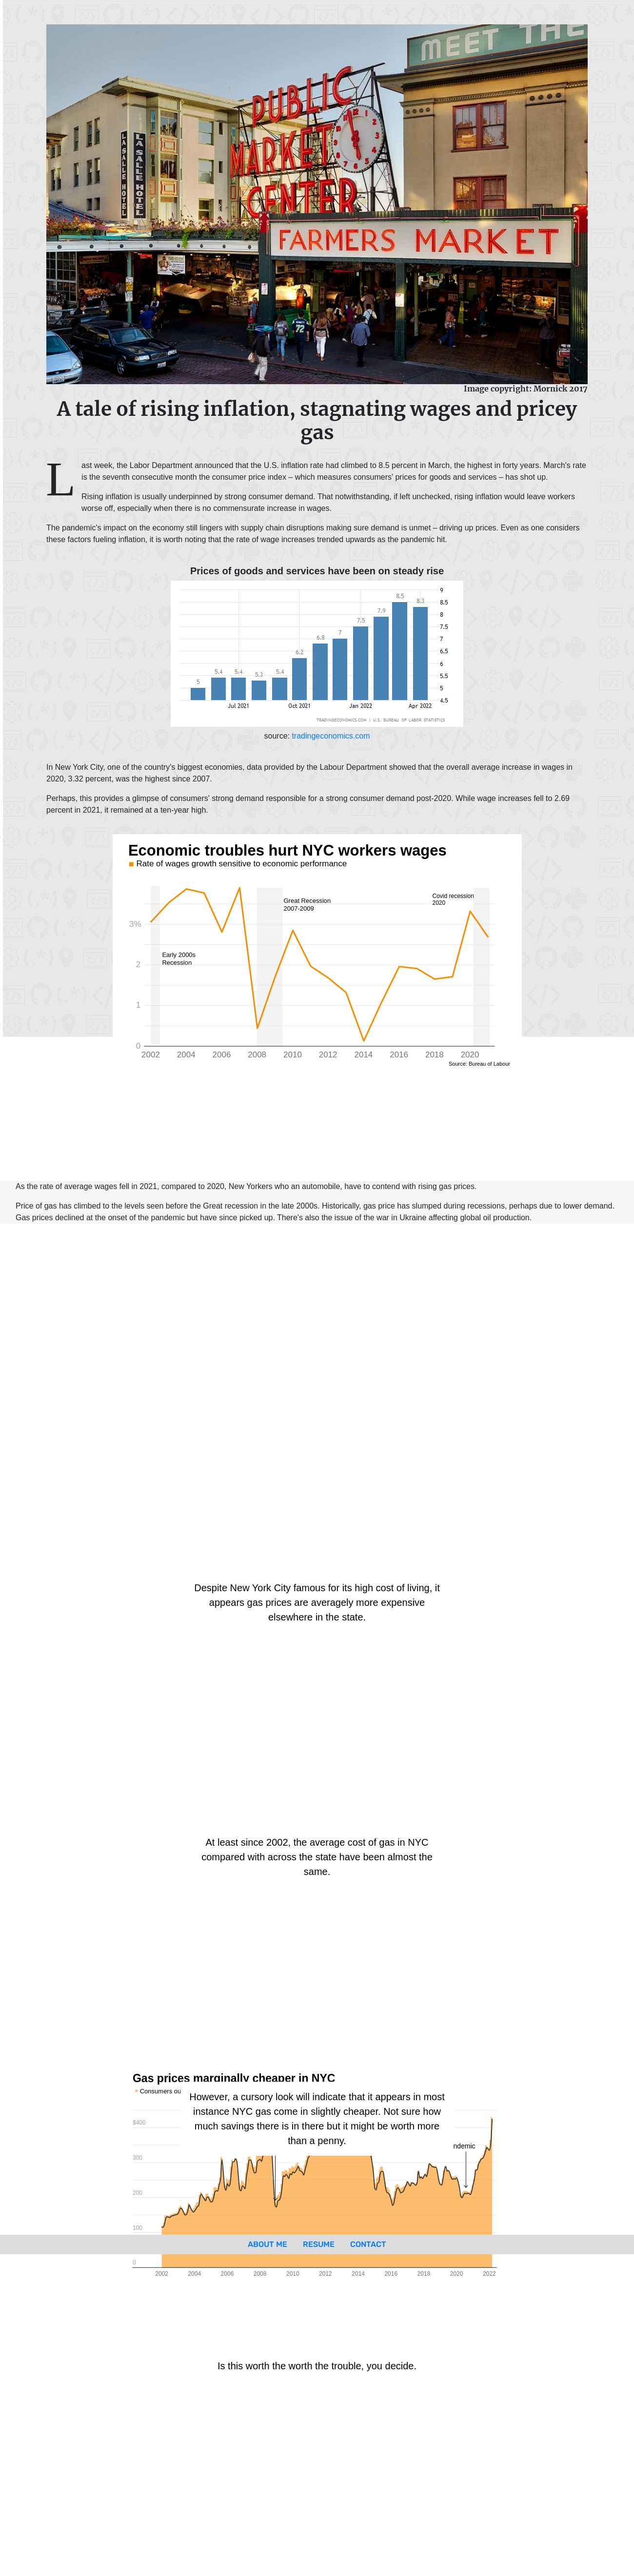 MEET THE
PUBLIC
MARKET
CENTER
LA SALLE HOTEL
LA SALLE HOTEL
FARMERS MARKET
72
Image copyright: Mornick 2017
A tale of rising inflation, stagnating wages and pricey
gas
Last week, the Labor Department announced that the U.S. inflation rate had climbed to 8.5 percent in March, the highest in forty years. March's rate
is the seventh consecutive month the consumer price index – which measures consumers' prices for goods and services – has shot up.
Rising inflation is usually underpinned by strong consumer demand. That notwithstanding, if left unchecked, rising inflation would leave workers
worse off, especially when there is no commensurate increase in wages.
The pandemic's impact on the economy still lingers with supply chain disruptions making sure demand is unmet – driving up prices. Even as one considers
these factors fueling inflation, it is worth noting that the rate of wage increases trended upwards as the pandemic hit.
Prices of goods and services have been on steady rise
5 5.4 5.4 5.3 5.4 6.2 6.8 7 7.5 7.9 8.5 8.3
9
8.5
8
7.5
7
6.5
6
5.5
5
4.5
Jul 2021 Oct 2021 Jan 2022 Apr 2022
TRADINGECONOMICS.COM | U.S. BUREAU OF LABOR STATISTICS
source: tradingeconomics.com
In New York City, one of the country's biggest economies, data provided by the Labour Department showed that the overall average increase in wages in
2020, 3.32 percent, was the highest since 2007.
Perhaps, this provides a glimpse of consumers' strong demand responsible for a strong consumer demand post-2020. While wage increases fell to 2.69
percent in 2021, it remained at a ten-year high.
Economic troubles hurt NYC workers wages
Rate of wages growth sensitive to economic performance
Great Recession
2007-2009
Covid recession
2020
Early 2000s
Recession
3%
2
1
0
2002 2004 2006 2008 2010 2012 2014 2016 2018 2020
Source: Bureau of Labour
As the rate of average wages fell in 2021, compared to 2020, New Yorkers who an automobile, have to contend with rising gas prices.
Price of gas has climbed to the levels seen before the Great recession in the late 2000s. Historically, gas price has slumped during recessions, perhaps due to lower demand.
Gas prices declined at the onset of the pandemic but have since picked up. There's also the issue of the war in Ukraine affecting global oil production.
Despite New York City famous for its high cost of living, it
appears gas prices are averagely more expensive
elsewhere in the state.
At least since 2002, the average cost of gas in NYC
compared with across the state have been almost the
same.
Gas prices marginally cheaper in NYC
* Consumers ou
However, a cursory look will indicate that it appears in most
instance NYC gas come in slightly cheaper. Not sure how
much savings there is in there but it might be worth more
than a penny.
ndemic
$400
300
200
100
ABOUT ME RESUME CONTACT
0
2002 2004 2006 2008 2010 2012 2014 2016 2018 2020 2022
Is this worth the worth the trouble, you decide.